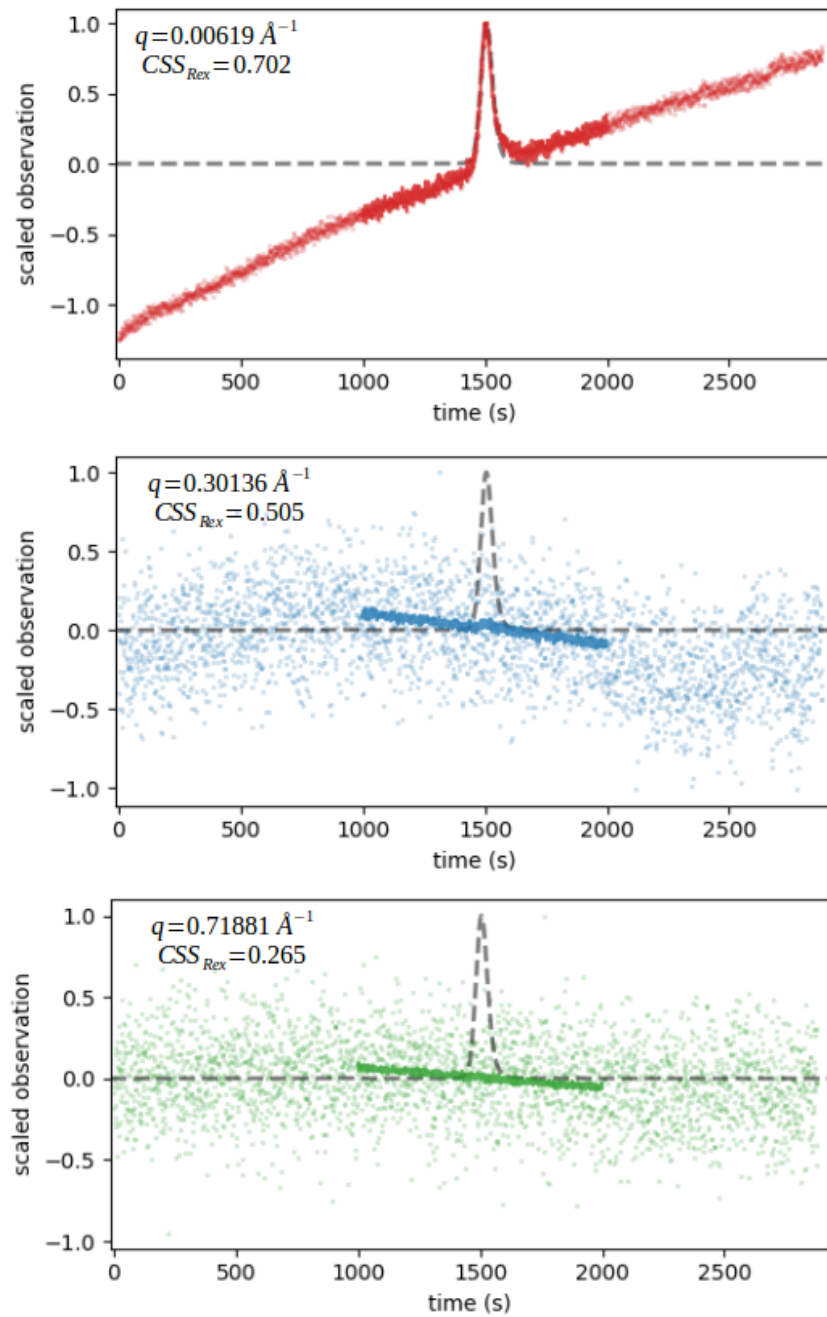 q=0.00619 Å⁻¹
CSS_Rex=0.702
scaled observation
1.0
0.5
0.0
−0.5
−1.0
0 500 1000 1500 2000 2500
time (s)
q=0.30136 Å⁻¹
CSS_Rex=0.505
scaled observation
1.0
0.5
0.0
−0.5
−1.0
0 500 1000 1500 2000 2500
time (s)
q=0.71881 Å⁻¹
CSS_Rex=0.265
scaled observation
1.0
0.5
0.0
−0.5
−1.0
0 500 1000 1500 2000 2500
time (s)